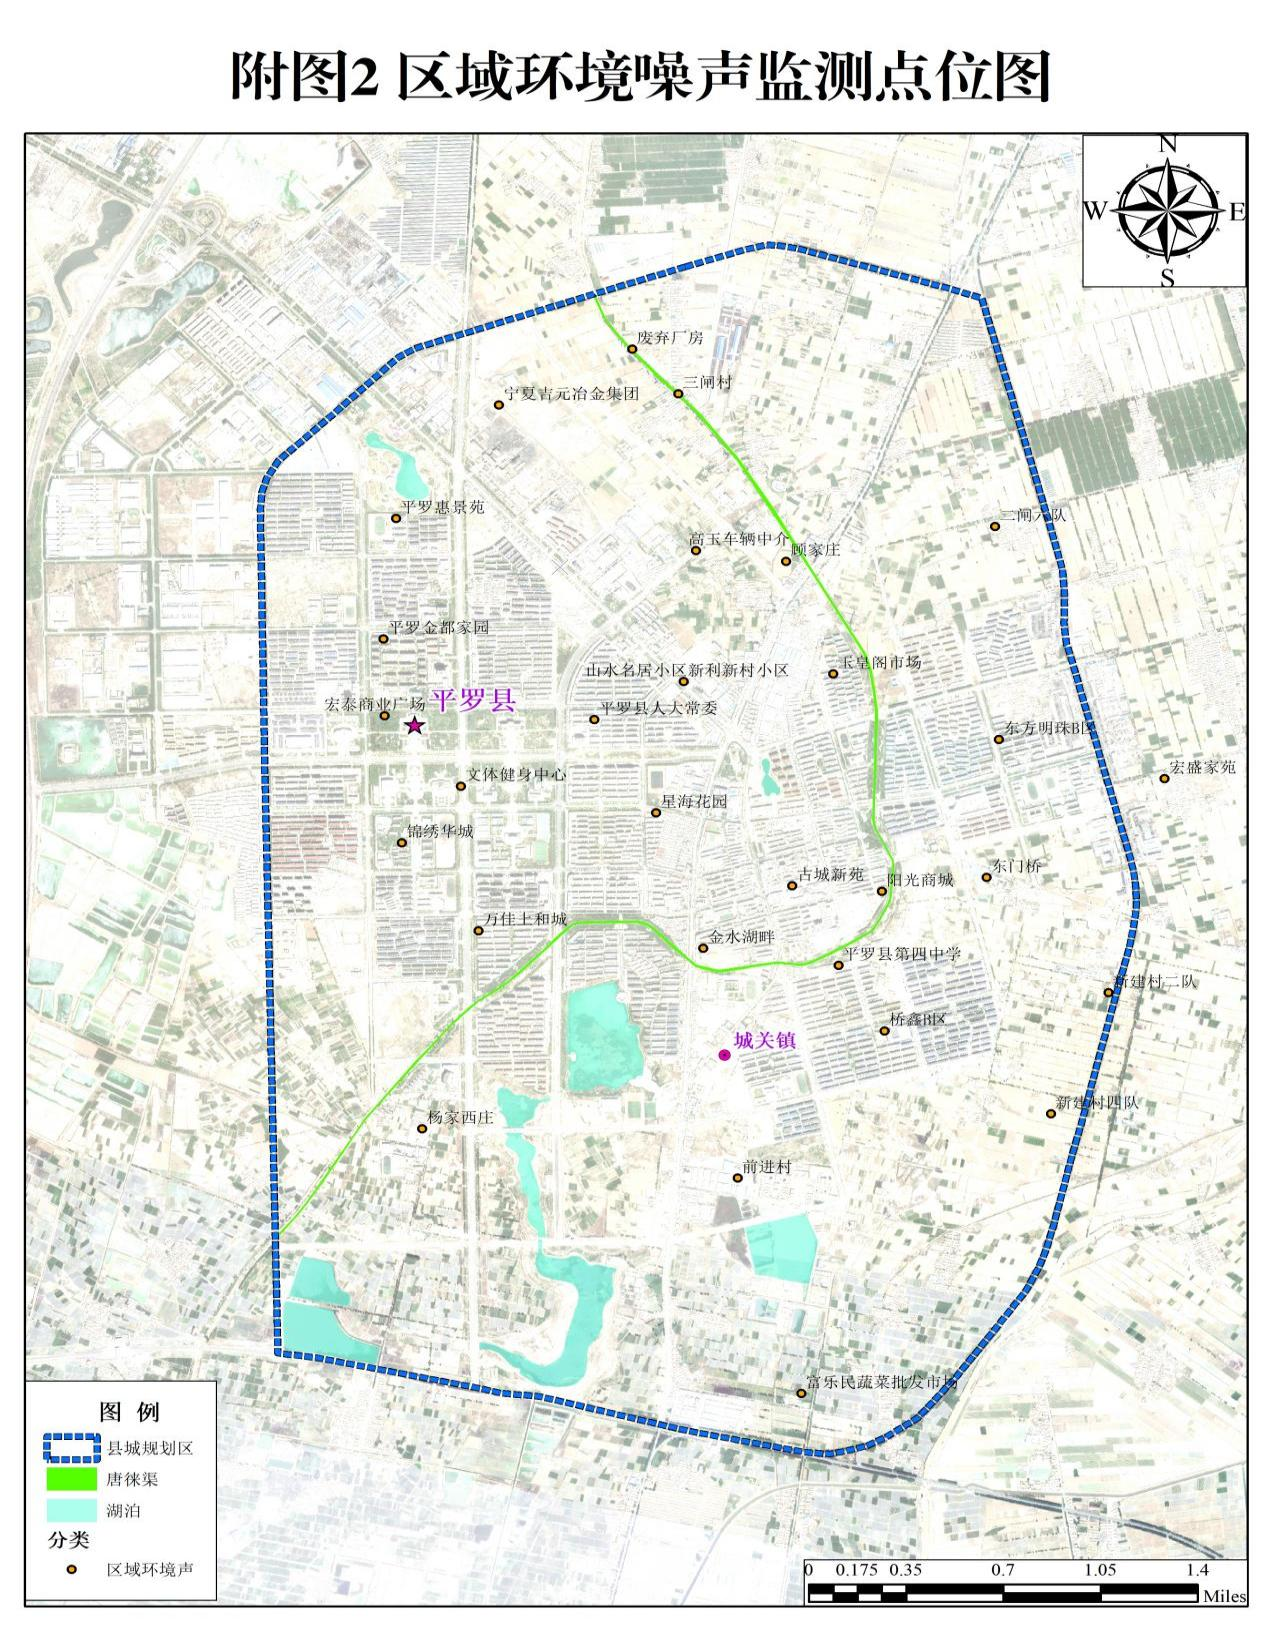 附图2 区域环境噪声监测点位图
N
W
E
S
废弃厂房
三闸村
宁夏吉元冶金集团
平罗惠景苑
三闸六队
高玉车辆中介
顾家庄
平罗金都家园
玉皇阁市场
山水名居小区新利新村小区
平罗县
宏泰商业广场
平罗县人大常委
东方明珠B区
宏盛家苑
文体健身中心
星海花园
锦绣华城
东门桥
古城新苑
阳光商城
万佳上和城
金水湖畔
平罗县第四中学
新建村二队
桥鑫B区
城关镇
新建村四队
杨家西庄
前进村
富乐民蔬菜批发市场
图 例
县城规划区
唐徕渠
湖泊
分类
区域环境声
0 0.175 0.35 0.7 1.05 1.4
Miles